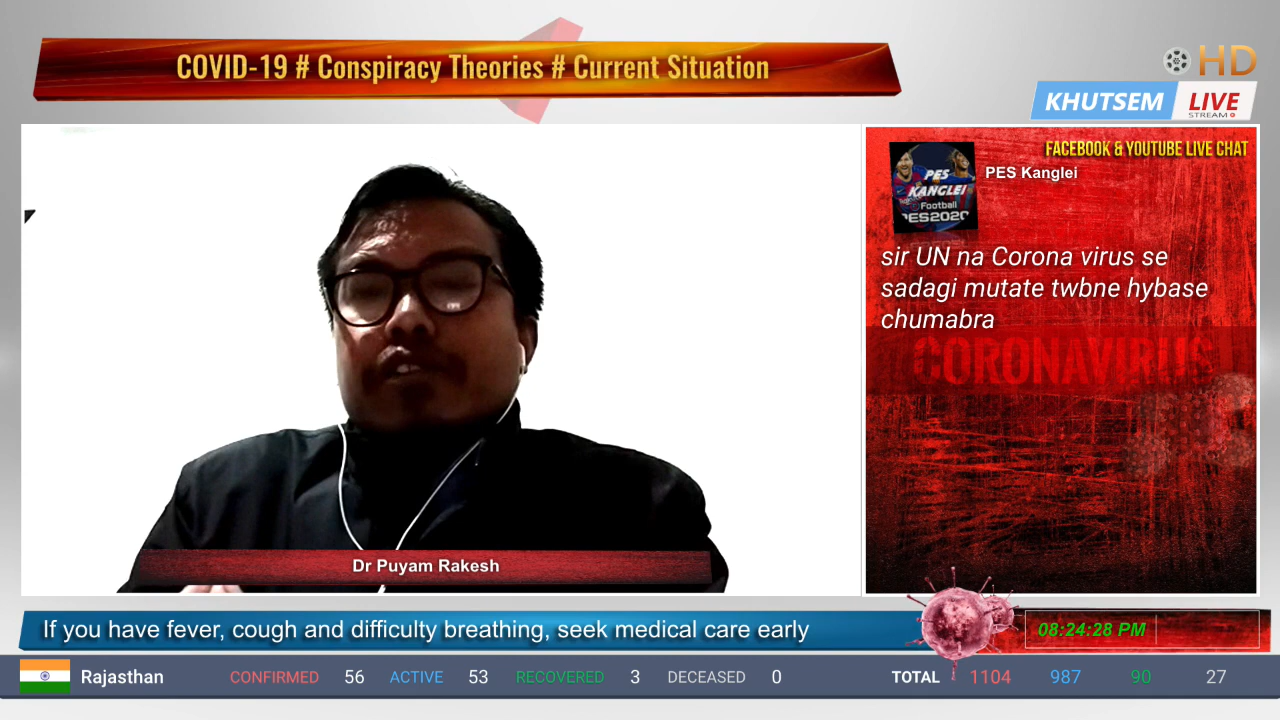 COVID-19 # Conspiracy Theories # Current Situation
HD
KHUTSEM LIVE
STREAM
FACEBOOK & YOUTUBE LIVE CHAT
PES Kanglei
PES
KANGLEI
Football
PES2020
sir UN na Corona virus se
sadagi mutate twbne hybase
chumabra
CORONAVIRUS
Dr Puyam Rakesh
If you have fever, cough and difficulty breathing, seek medical care early
08:24:28 PM
Rajasthan CONFIRMED 56 ACTIVE 53 RECOVERED 3 DECEASED 0 TOTAL 1104 987 90 27